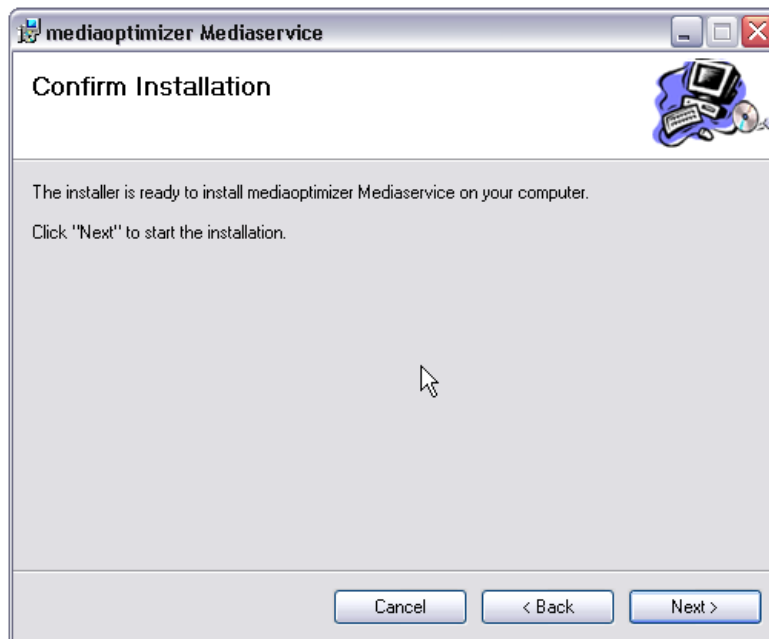 mediaoptimizer Mediaservice
Confirm Installation
The installer is ready to install mediaoptimizer Mediaservice on your computer.
Click "Next" to start the installation.
Cancel
< Back
Next >